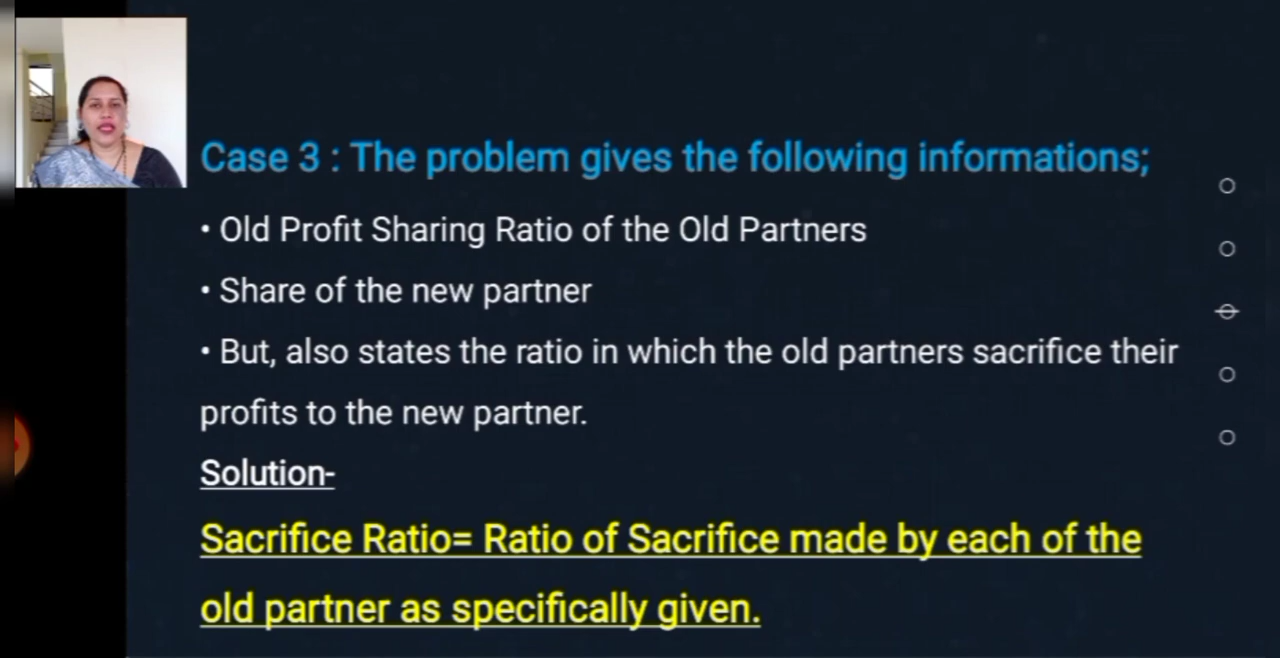 Case 3 : The problem gives the following informations;
• Old Profit Sharing Ratio of the Old Partners
• Share of the new partner
• But, also states the ratio in which the old partners sacrifice their
profits to the new partner.
Solution-
Sacrifice Ratio= Ratio of Sacrifice made by each of the
old partner as specifically given.